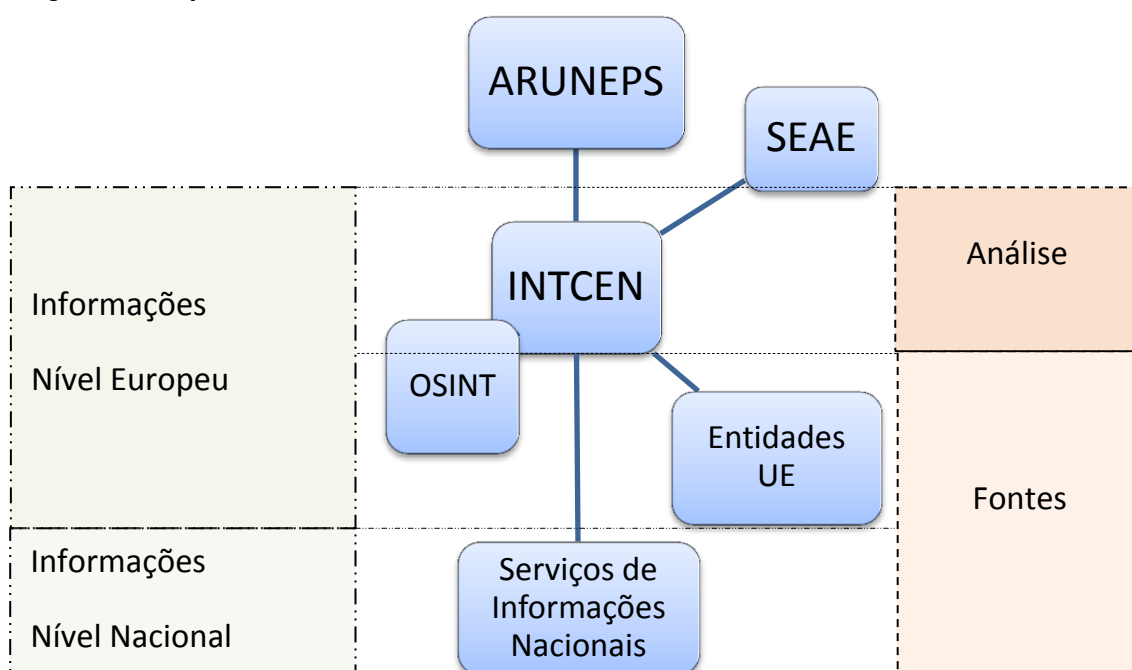 ARUNEPS
SEAE
INTCEN
Análise
Informações
Nível Europeu
OSINT
Entidades
UE
Fontes
Informações
Nível Nacional
Serviços de
Informações
Nacionais